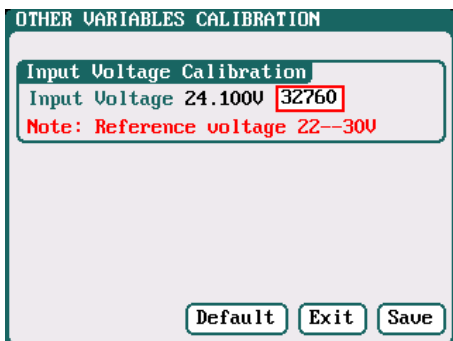 OTHER VARIABLES CALIBRATION
Input Voltage Calibration
Input Voltage 24.100V 32760
Note: Reference voltage 22--30V
Default Exit Save